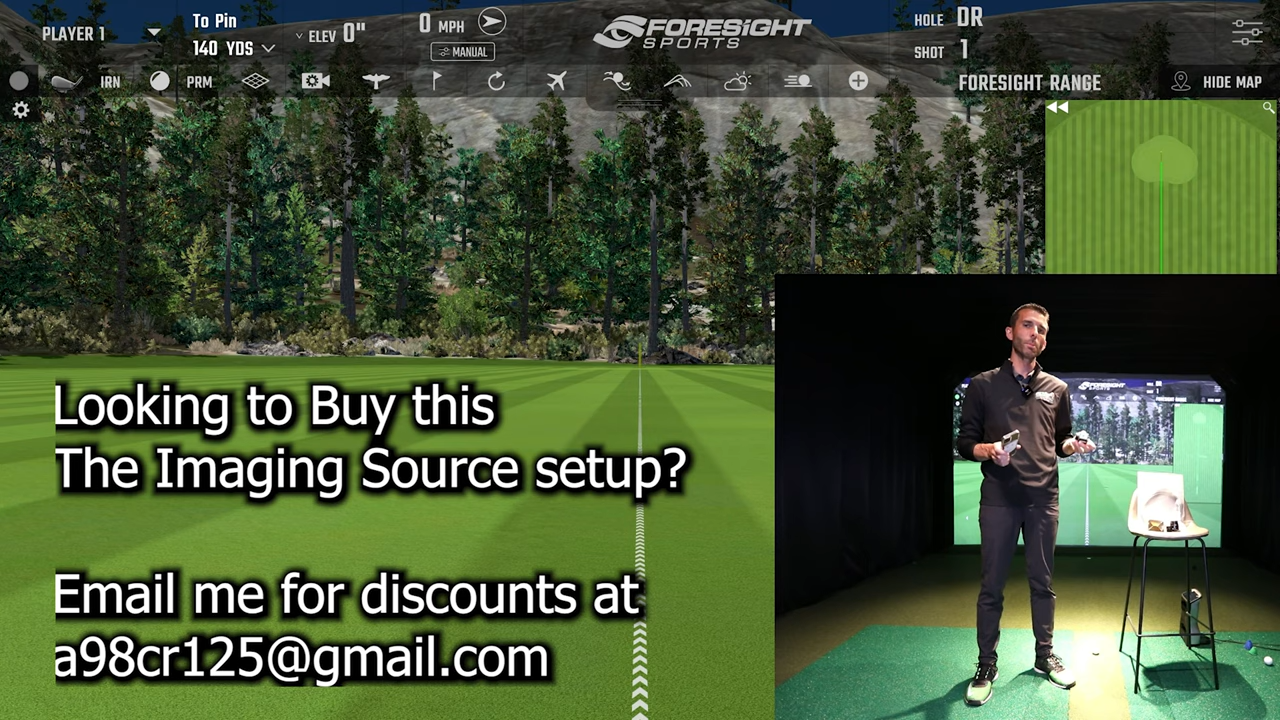 PLAYER 1
To Pin
140 YDS
ELEV 0"
0 MPH
MANUAL
FORESIGHT
SPORTS
HOLE DR
SHOT 1
IRN
PRM
FORESIGHT RANGE
HIDE MAP
Looking to Buy this
The Imaging Source setup?
Email me for discounts at
a98cr125@gmail.com
FORESIGHT
SPORTS